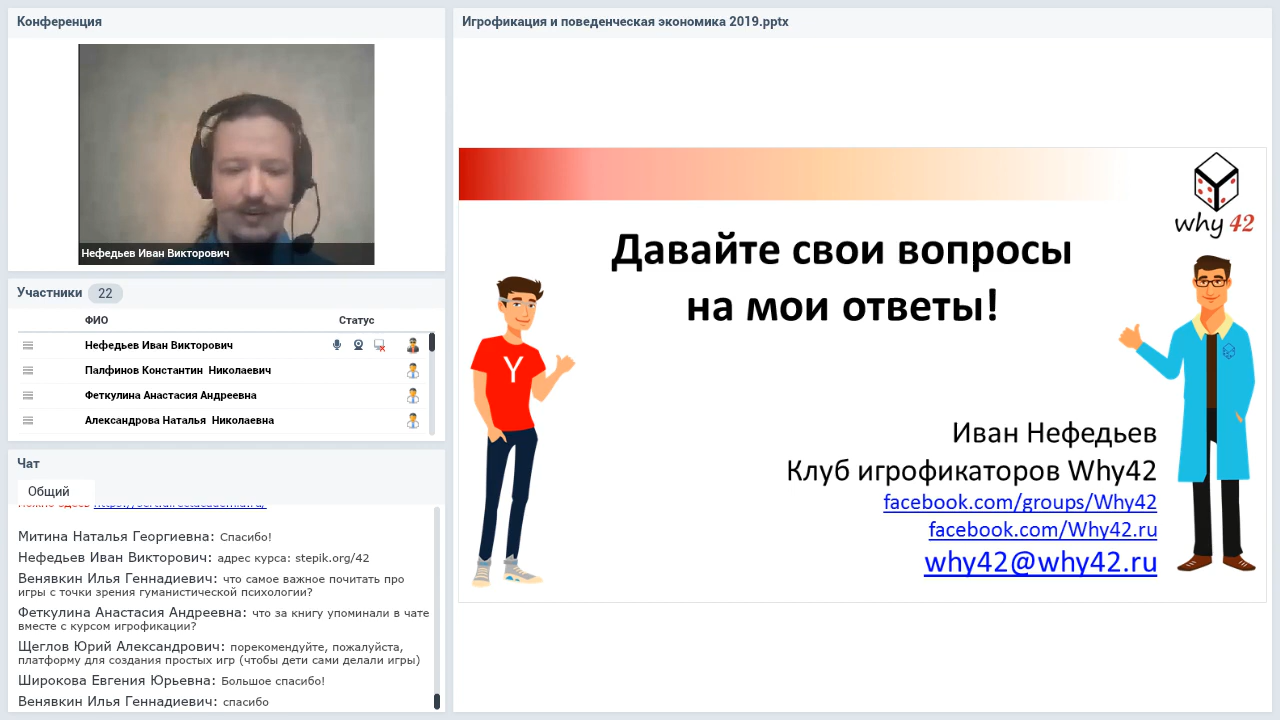 Конференция
Нефедьев Иван Викторович
Участники 22
ФИО Статус
Нефедьев Иван Викторович
Палфинов Константин Николаевич
Феткулина Анастасия Андреевна
Александрова Наталья Николаевна
Чат
Общий
Митина Наталья Георгиевна: Спасибо!
Нефедьев Иван Викторович: адрес курса: stepik.org/42
Венявкин Илья Геннадиевич: что самое важное почитать про
игры с точки зрения гуманистической психологии?
Феткулина Анастасия Андреевна: что за книгу упоминали в чате
вместе с курсом игрофикации?
Щеглов Юрий Александрович: порекомендуйте, пожалуйста,
платформу для создания простых игр (чтобы дети сами делали игры)
Широкова Евгения Юрьевна: Большое спасибо!
Венявкин Илья Геннадиевич: спасибо
Игрофикация и поведенческая экономика 2019.pptx
why 42
Давайте свои вопросы
на мои ответы!
Y
Иван Нефедьев
Клуб игрофикаторов Why42
facebook.com/groups/Why42
facebook.com/Why42.ru
why42@why42.ru